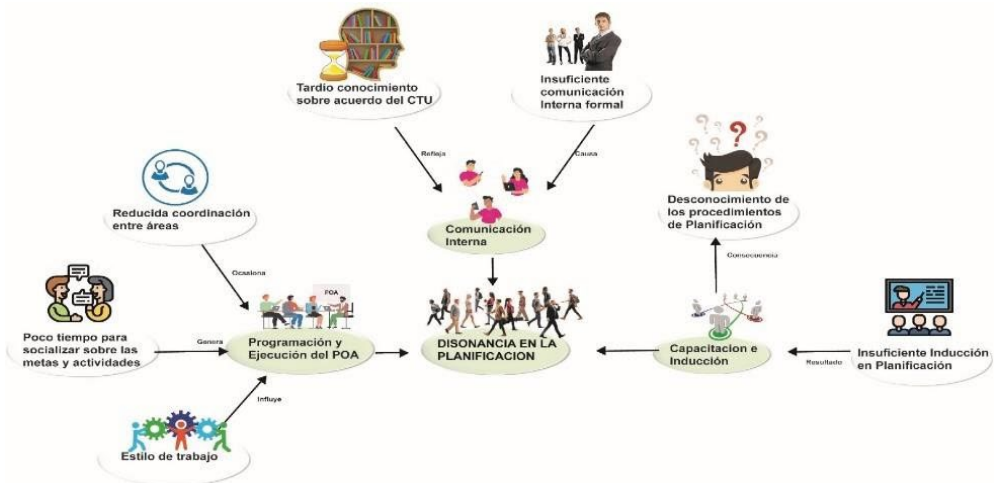 Tardio conocimiento
sobre acuerdo del CTU
Insuficiente
comunicación
Interna formal
Refleja
Causa
Desconocimiento de
los procedimientos
de Planificación
Reducida coordinación
entre áreas
Comunicación
Interna
Consecuencia
Ocasiona
POA
Poco tiempo para
socializar sobre las
metas y actividades
Genera
Programación y
Ejecución del POA
DISONANCIA EN LA
PLANIFICACION
Capacitacion e
Inducción
Resultado
Insuficiente Inducción
en Planificación
Influye
Estilo de trabajo